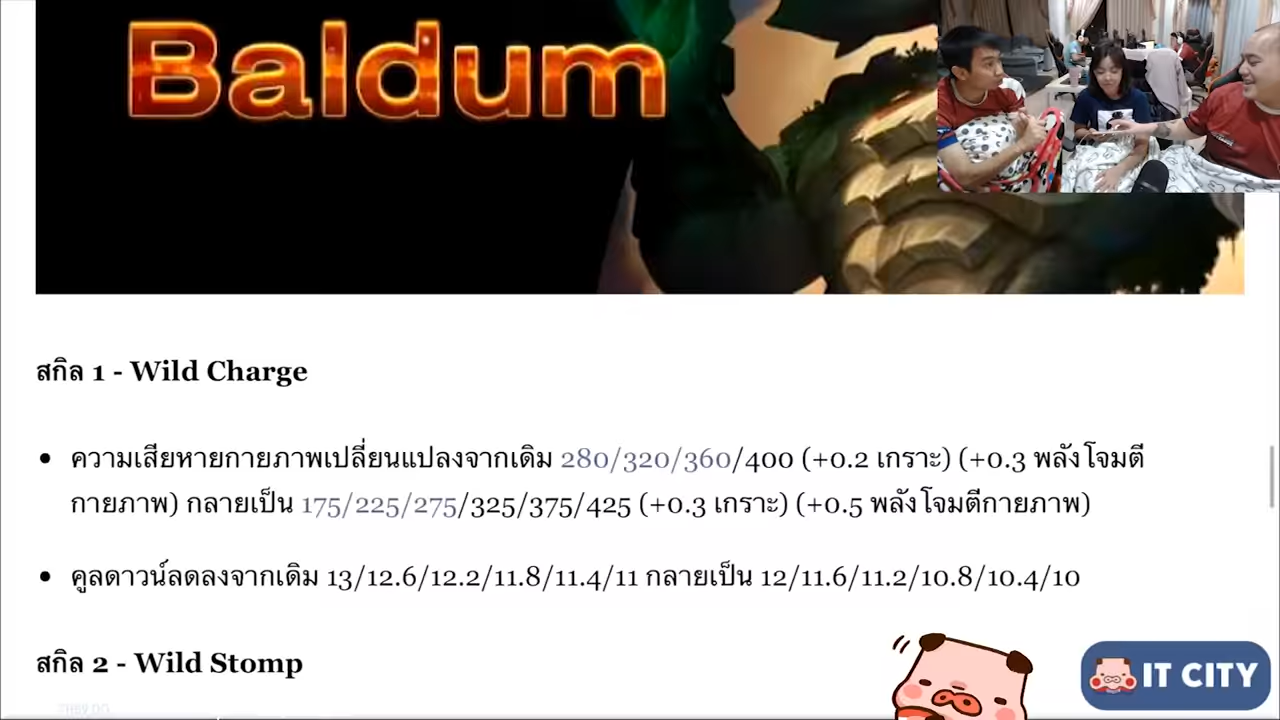 Baldum
สกิล 1 - Wild Charge
ความเสียหายกายภาพเปลี่ยนแปลงจากเดิม 280/320/360/400 (+0.2 เกราะ) (+0.3 พลังโจมตี
กายภาพ) กลายเป็น 175/225/275/325/375/425 (+0.3 เกราะ) (+0.5 พลังโจมตีกายภาพ)
คูลดาวน์ลดลงจากเดิม 13/12.6/12.2/11.8/11.4/11 กลายเป็น 12/11.6/11.2/10.8/10.4/10
สกิล 2 - Wild Stomp
IT CITY